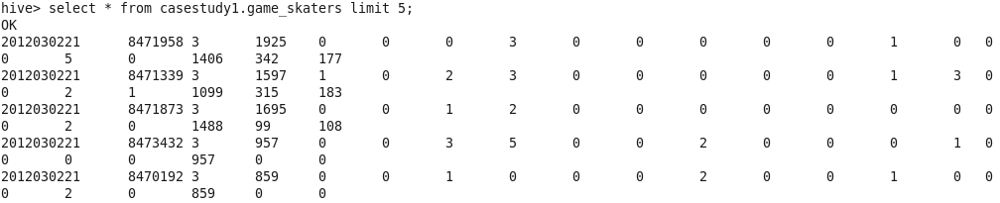 hive> select * from casestudy1.game_skaters limit 5;
OK
2012030221 8471958 3 1925 0 0 0 3 0 0 0 0 0 1 0 0
0 5 0 1406 342 177
2012030221 8471339 3 1597 1 0 2 3 0 0 0 0 0 1 3 0
0 2 1 1099 315 183
2012030221 8471873 3 1695 0 0 1 2 0 0 0 0 0 0 0 0
0 2 0 1488 99 108
2012030221 8473432 3 957 0 0 3 5 0 0 2 0 0 0 1 0
0 0 0 957 0 0
2012030221 8470192 3 859 0 0 1 0 0 0 2 0 0 1 0 0
0 2 0 859 0 0